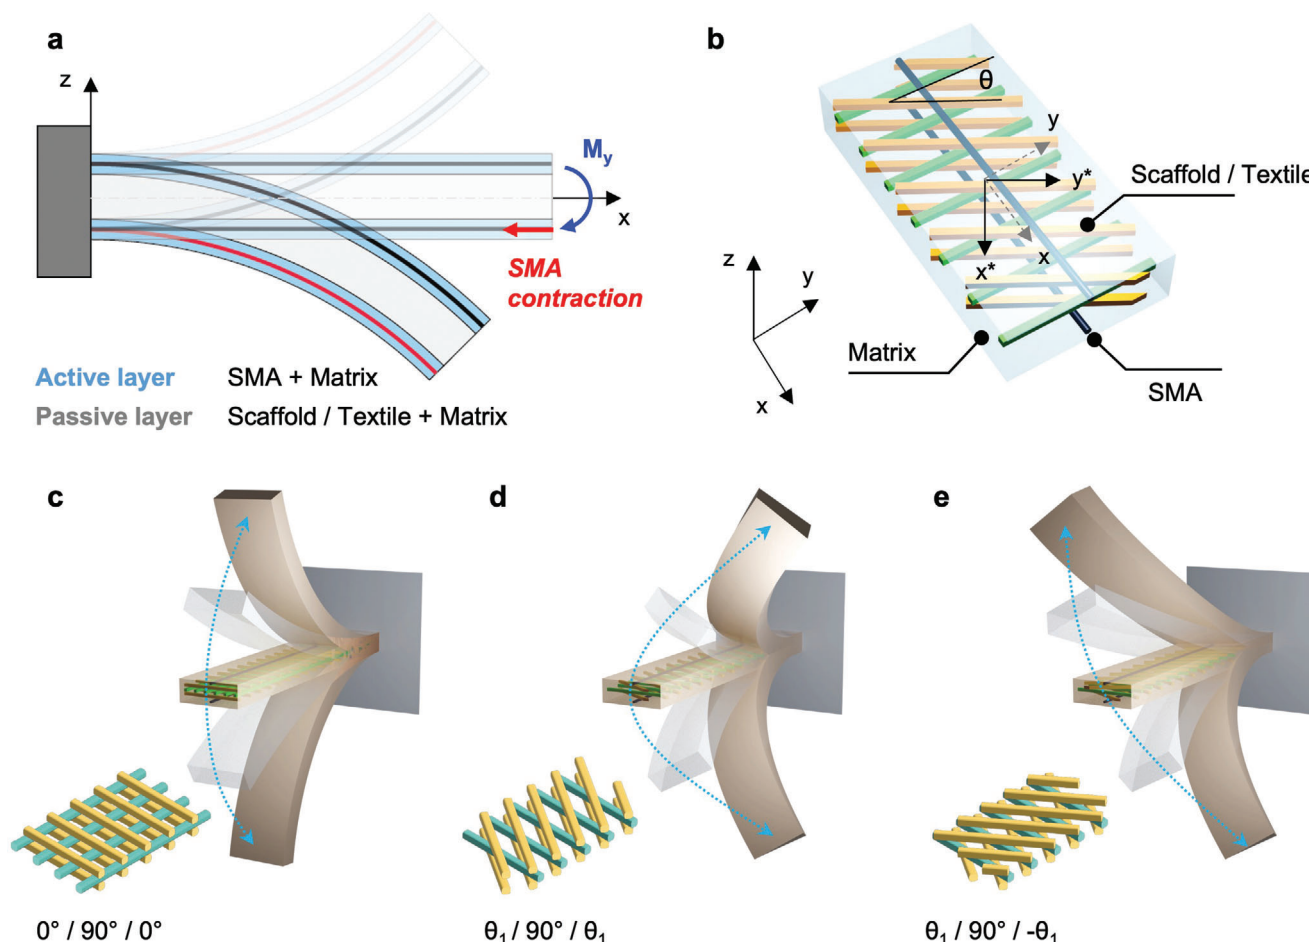 a
z
M_y
x
SMA
contraction
Active layer SMA + Matrix
Passive layer Scaffold / Textile + Matrix
b
θ
y
Scaffold / Textile
y*
x
x*
z
y
x
Matrix
SMA
c
d
e
0° / 90° / 0°
θ₁ / 90° / θ₁
θ₁ / 90° / -θ₁